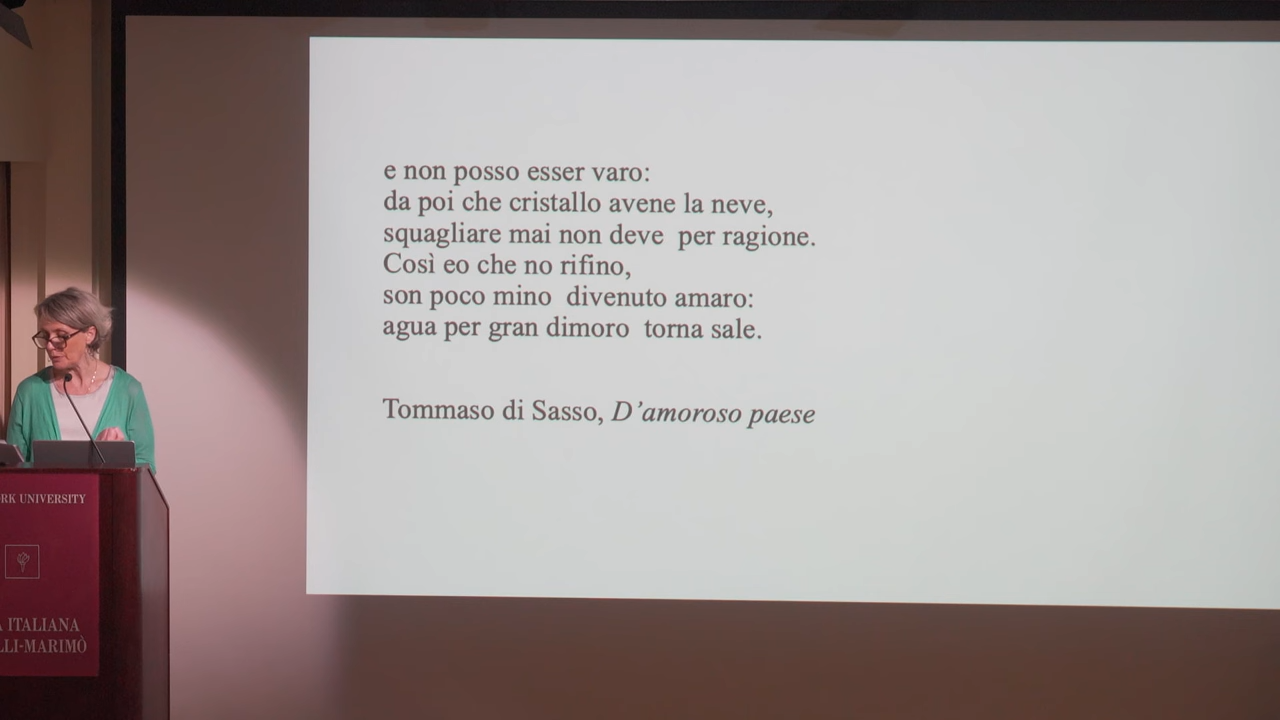 e non posso esser varo:
da poi che cristallo avene la neve,
squagliare mai non deve per ragione.
Così eo che no rifino,
son poco mino divenuto amaro:
agua per gran dimoro torna sale.
Tommaso di Sasso, D’amoroso paese
RK UNIVERSITY
A ITALIANA
LLI-MARIMÒ